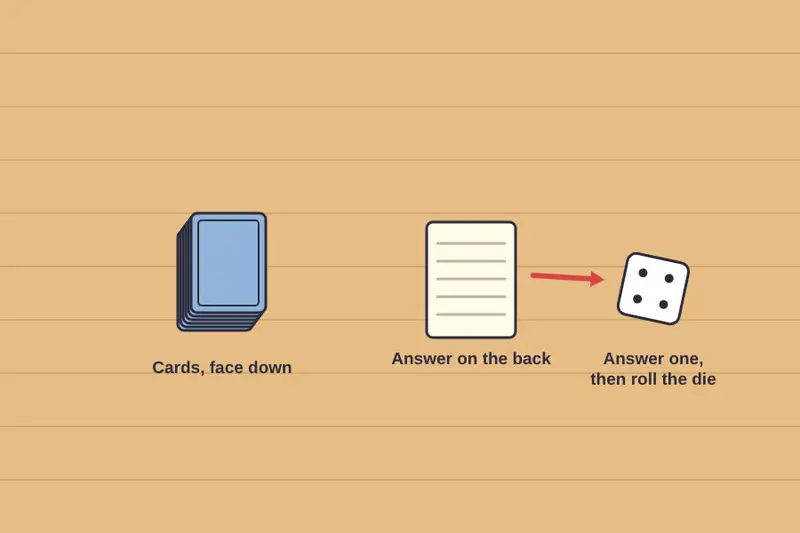 Cards, face down
Answer on the back
Answer one,
then roll the die